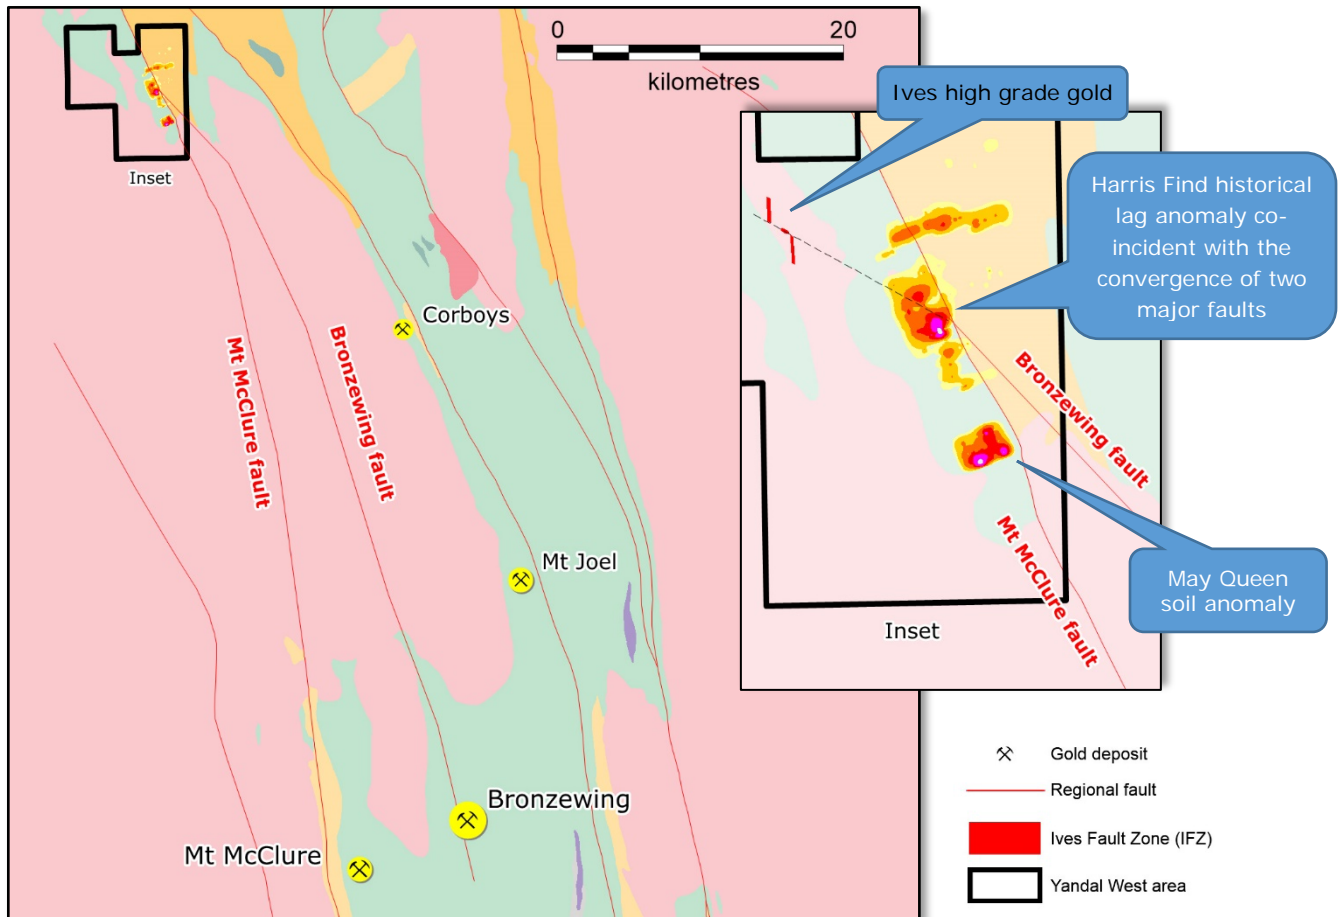 0 20
kilometres
Inset
Corboys
Mt McClure fault
Bronzewing fault
Mt Joel
Bronzewing
Mt McClure
Ives high grade gold
Harris Find historical
lag anomaly co-
incident with the
convergence of two
major faults
Bronzewing fault
Mt McClure fault
May Queen
soil anomaly
Inset
Gold deposit
Regional fault
Ives Fault Zone (IFZ)
Yandal West area